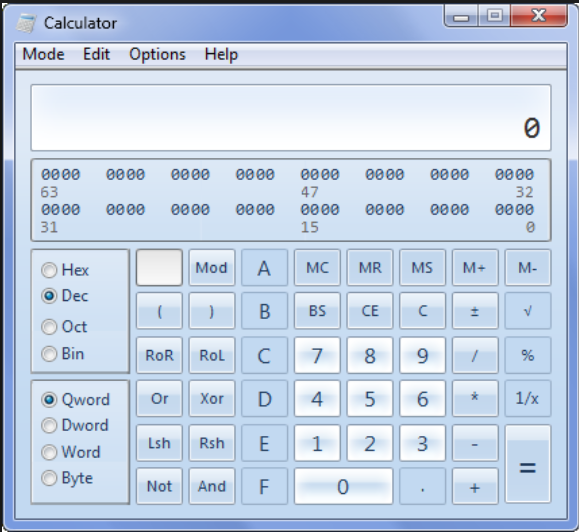 Calculator
Mode Edit Options Help
0
0000 0000 0000 0000 0000 0000 0000 0000
63 47 32
0000 0000 0000 0000 0000 0000 0000 0000
31 15 0
Hex Mod A MC MR MS M+ M-
Dec
( ) B BS CE C ± √
Oct
Bin RoR RoL C 7 8 9 / %
Qword Or Xor D 4 5 6 * 1/x
Dword
Word Lsh Rsh E 1 2 3 - =
Byte Not And F 0 . +